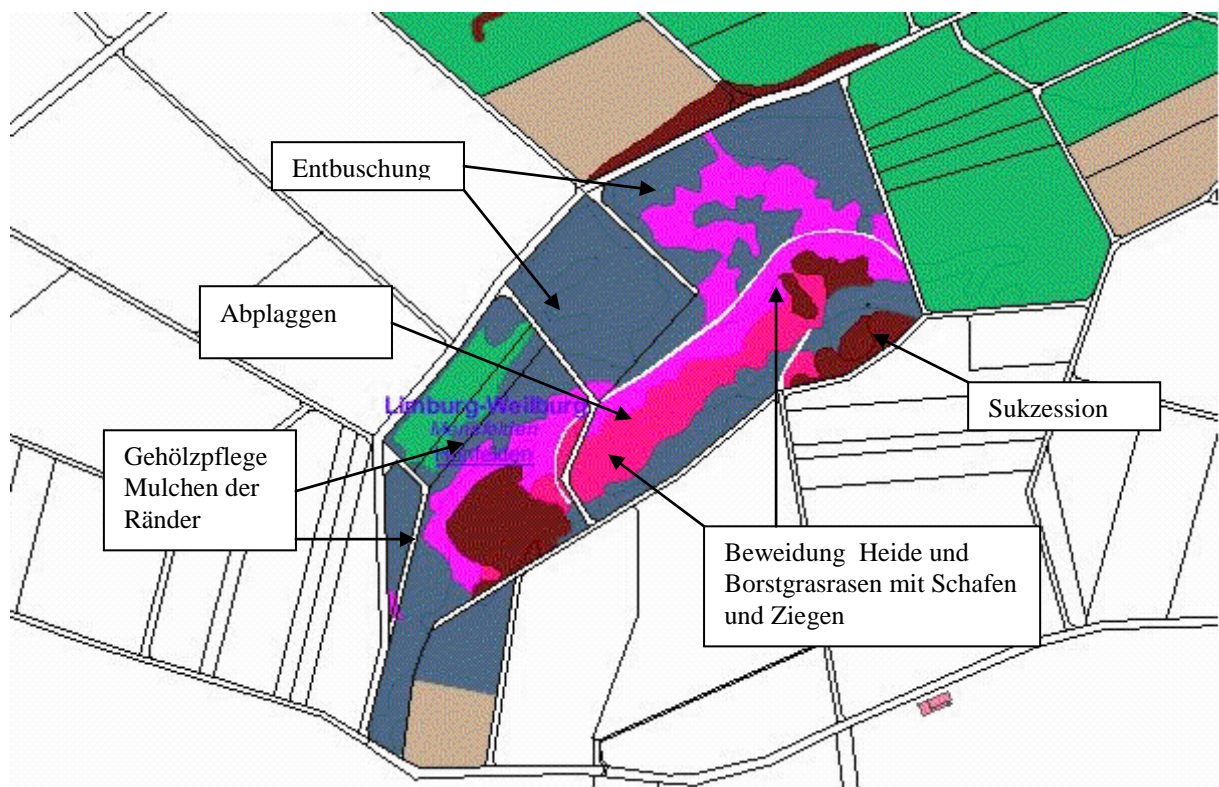 Entbuschung
Abplaggen
Limburg-Weilburg
Gehölzpflege
Mulchen der
Ränder
Sukzession
Beweidung Heide und
Borstgrasrasen mit Schafen
und Ziegen